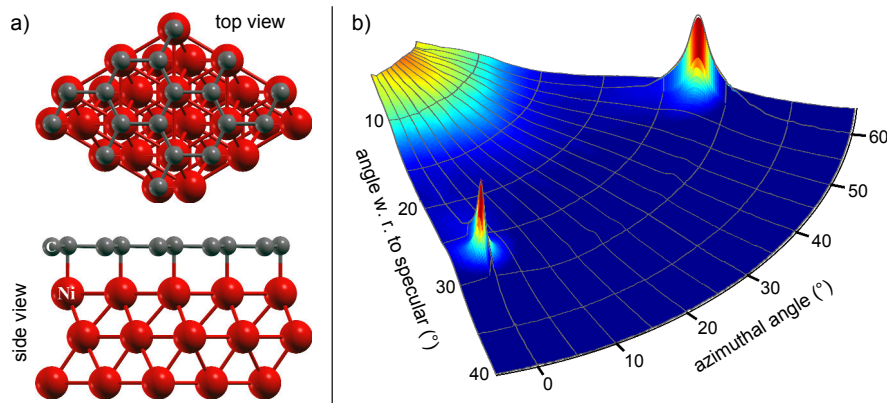 a)
top view
C
Ni
side view
b)
10
20
30
40
angle w. r. to specular (°)
0
10
20
30
40
50
60
azimuthal angle (°)